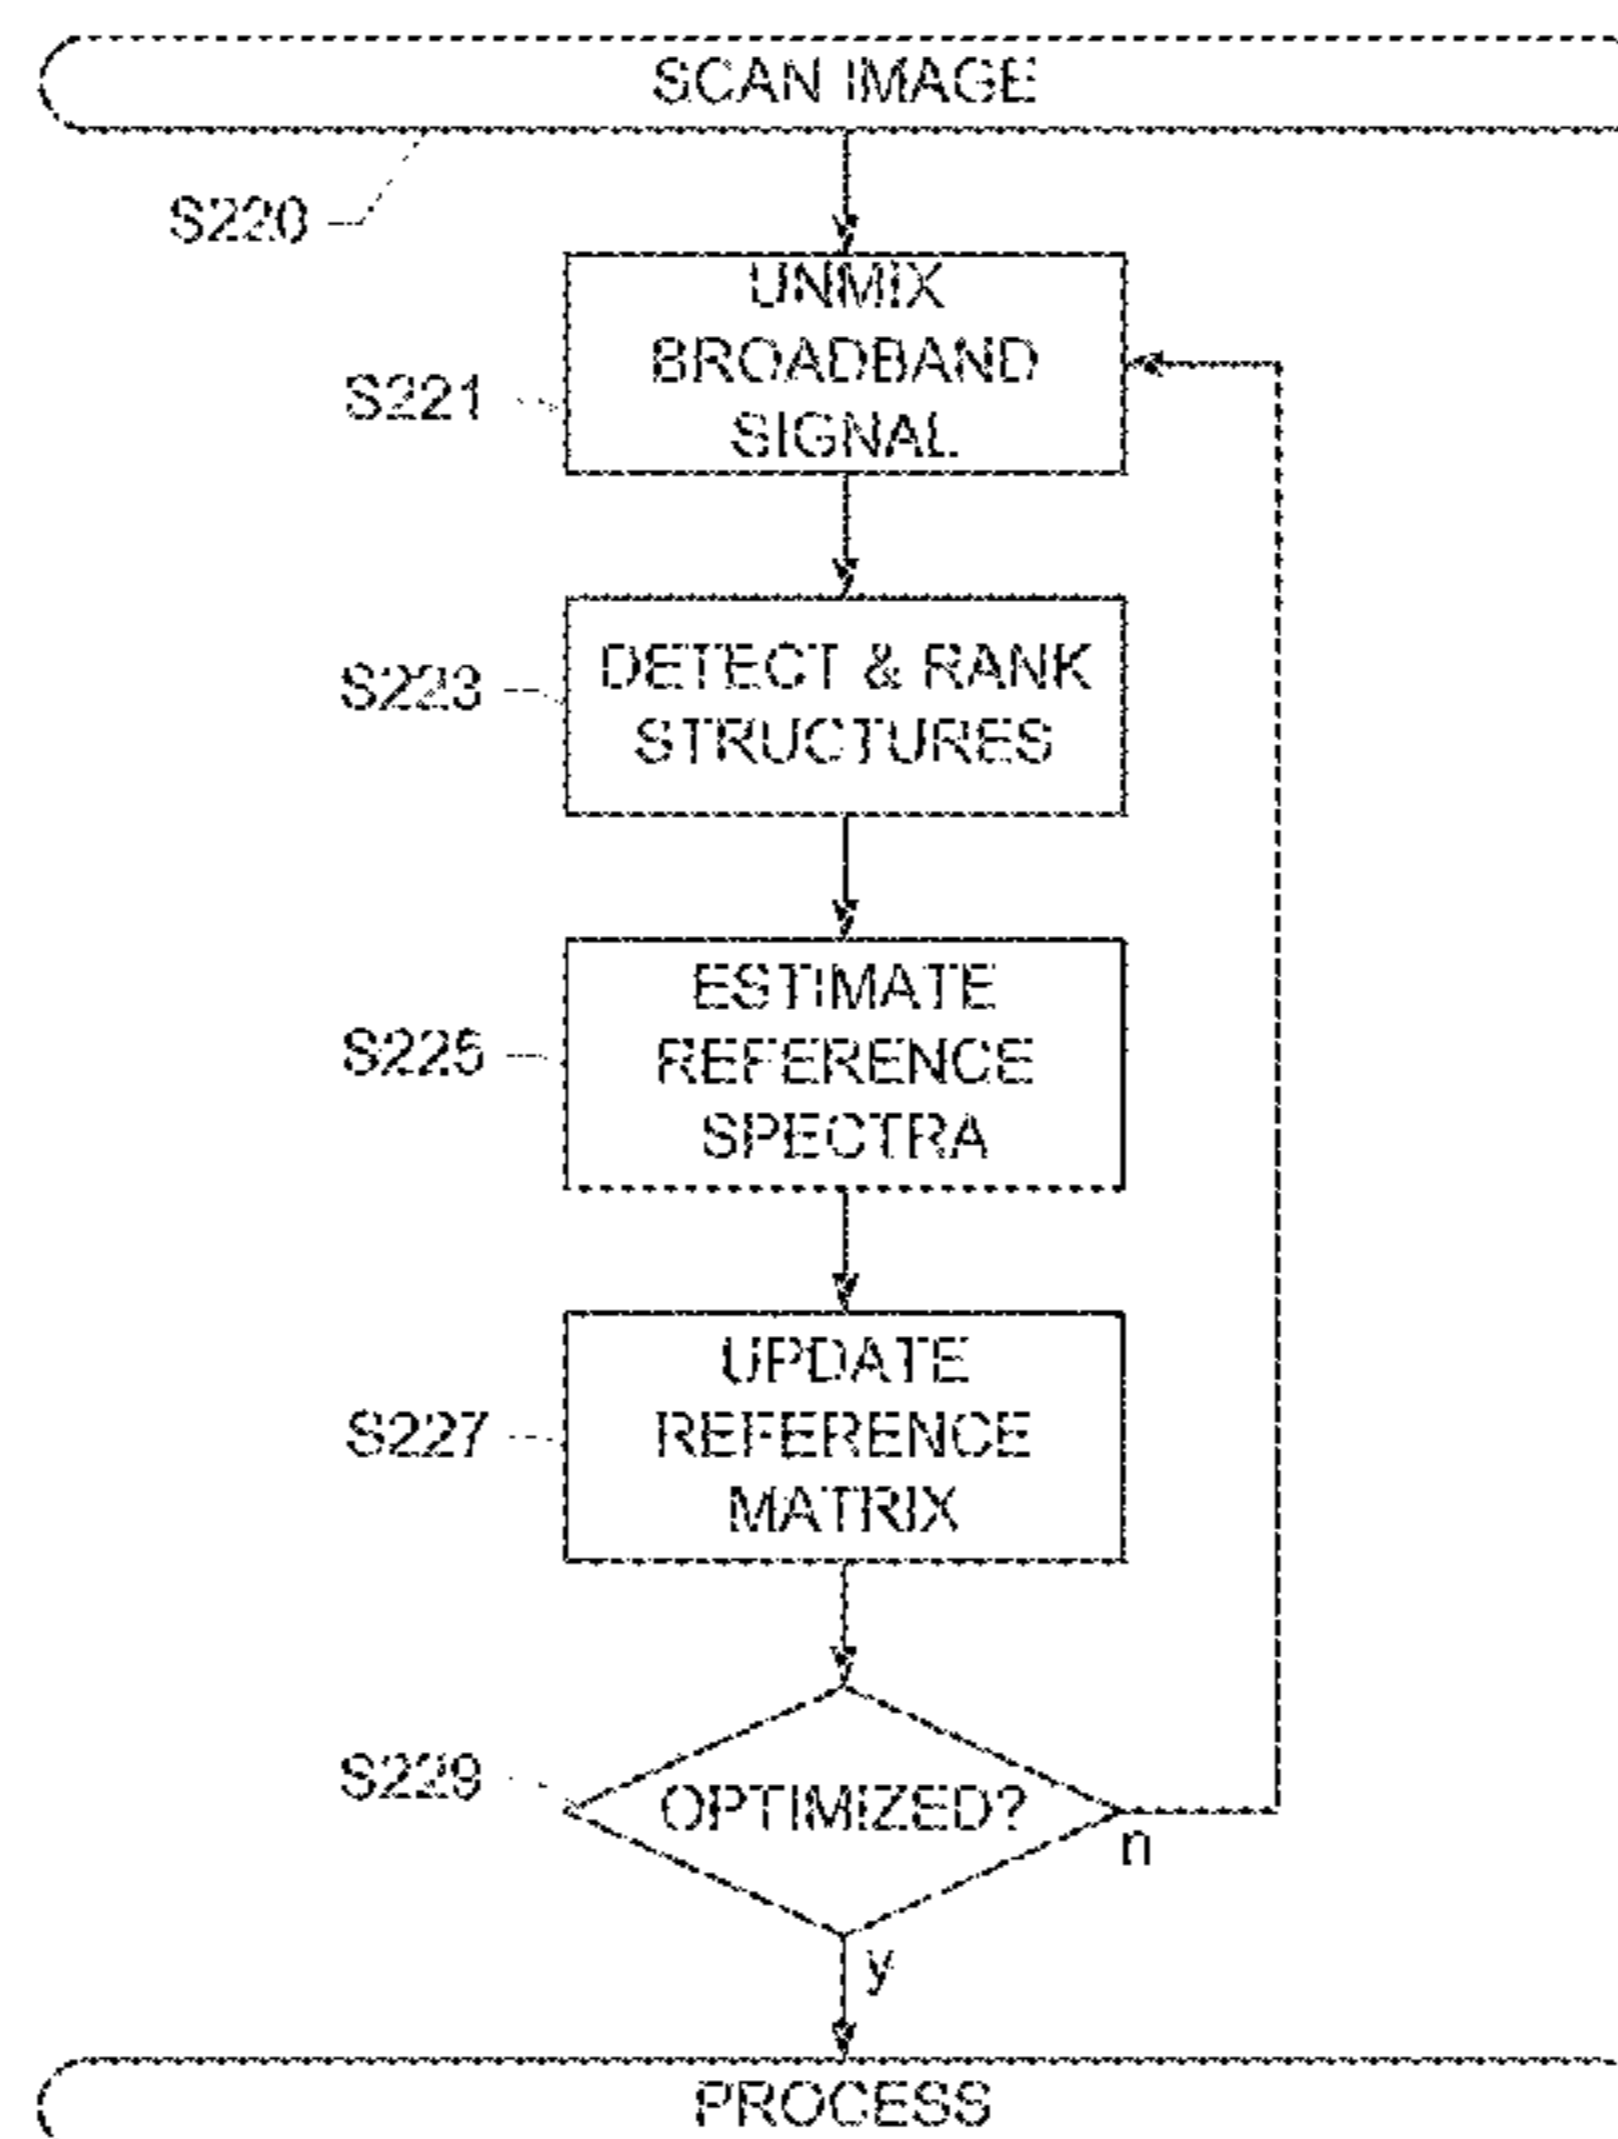 SCAN IMAGE
S220
UNMIX
BROADBAND
SIGNAL
S221
DETECT & RANK
STRUCTURES
S223
ESTIMATE
REFERENCE
SPECTRA
S225
UPDATE
REFERENCE
MATRIX
S227
OPTIMIZED?
S229
n
y
PROCESS